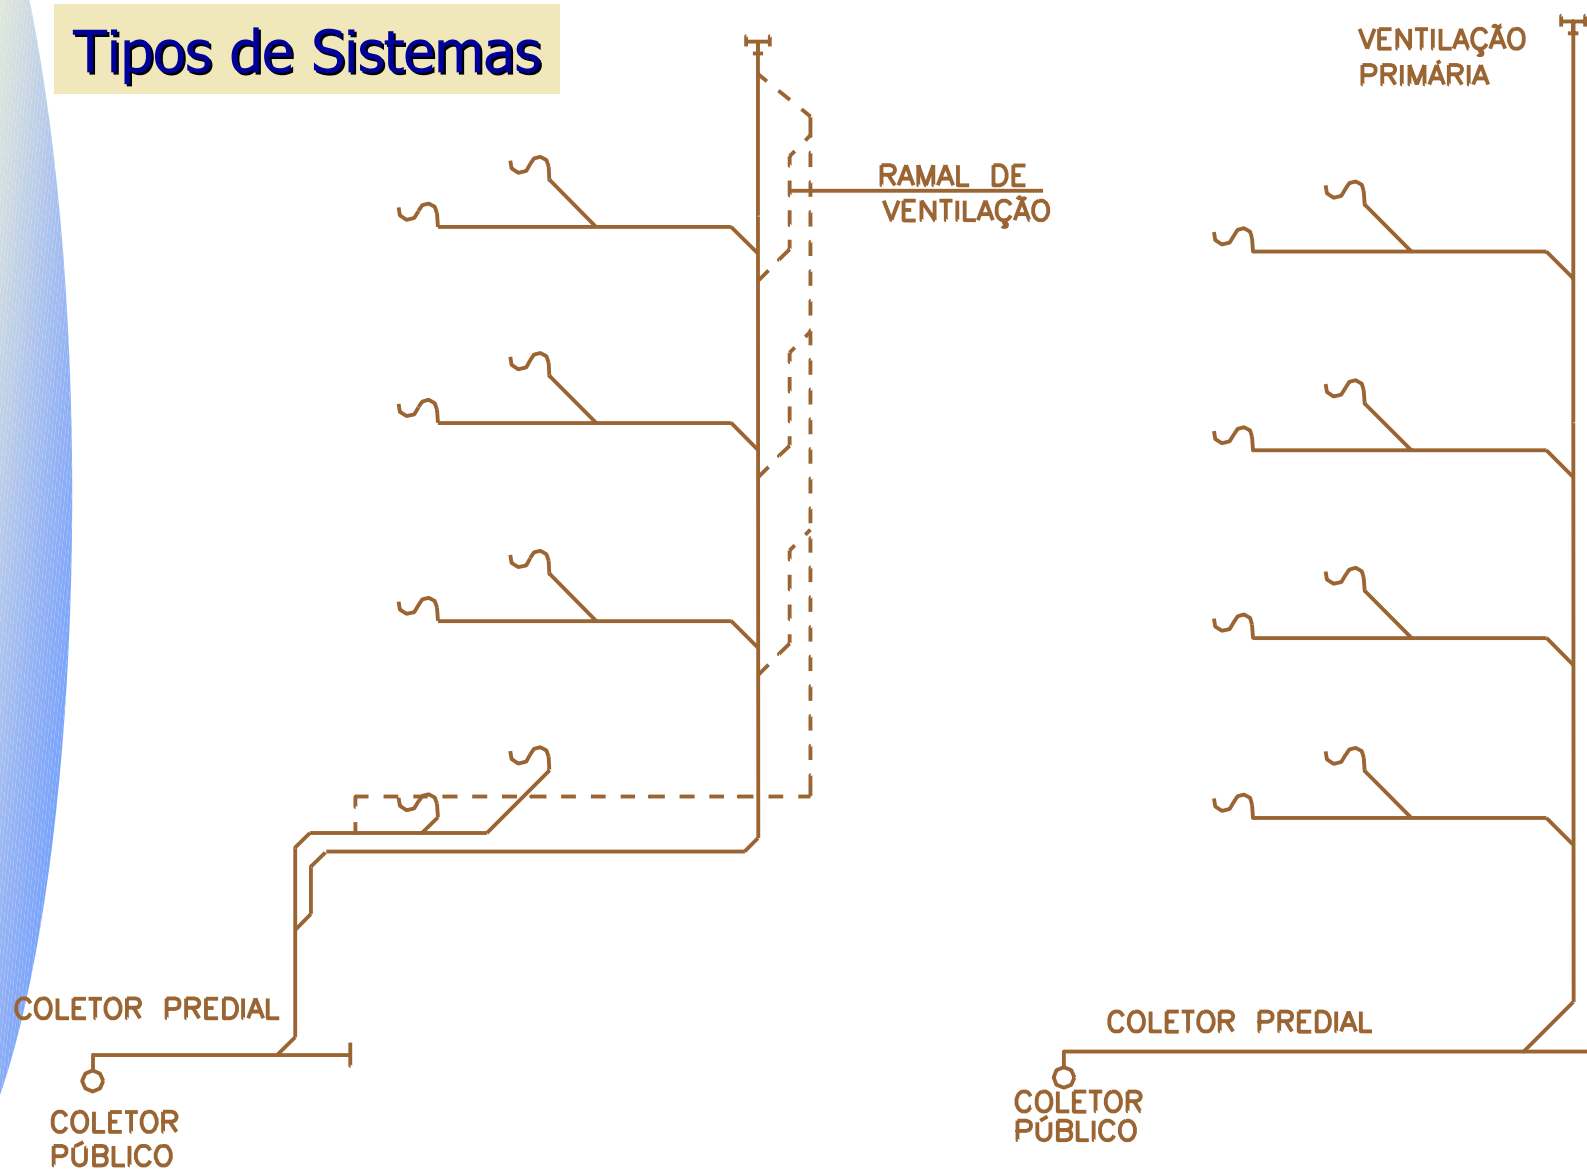 Tipos de Sistemas
VENTILAÇÃO
PRIMÁRIA
RAMAL DE
VENTILAÇÃO
COLETOR PREDIAL
COLETOR
PÚBLICO
COLETOR PREDIAL
COLETOR
PÚBLICO